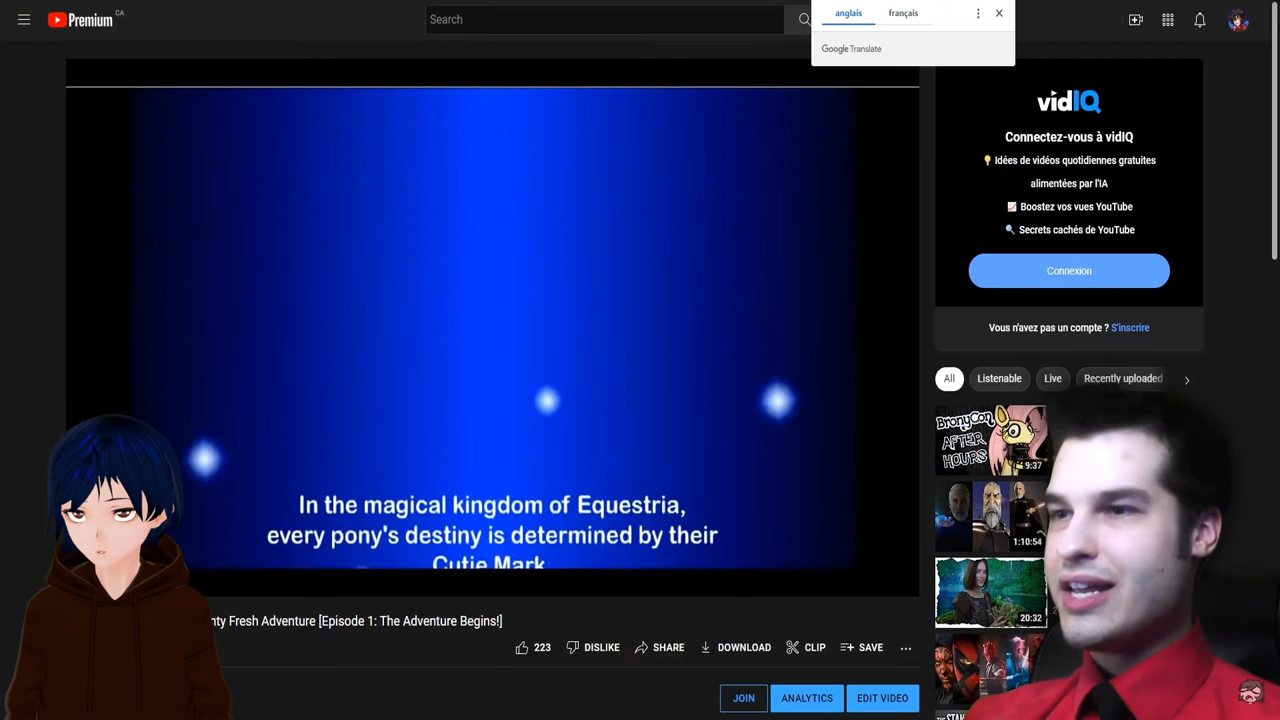 Premium CA
Search
anglais français
Google Translate
vidIQ
Connectez-vous à vidIQ
💡 Idées de vidéos quotidiennes gratuites
alimentées par l'IA
📈 Boostez vos vues YouTube
🔍 Secrets cachés de YouTube
Connexion
Vous n'avez pas un compte ? S'inscrire
All Listenable Live Recently uploaded
BRONYCON
AFTER
HOURS
9:37
1:10:54
20:32
In the magical kingdom of Equestria,
every pony's destiny is determined by their
Cutie Mark
nty Fresh Adventure [Episode 1: The Adventure Begins!]
223 DISLIKE SHARE DOWNLOAD CLIP SAVE ...
JOIN ANALYTICS EDIT VIDEO